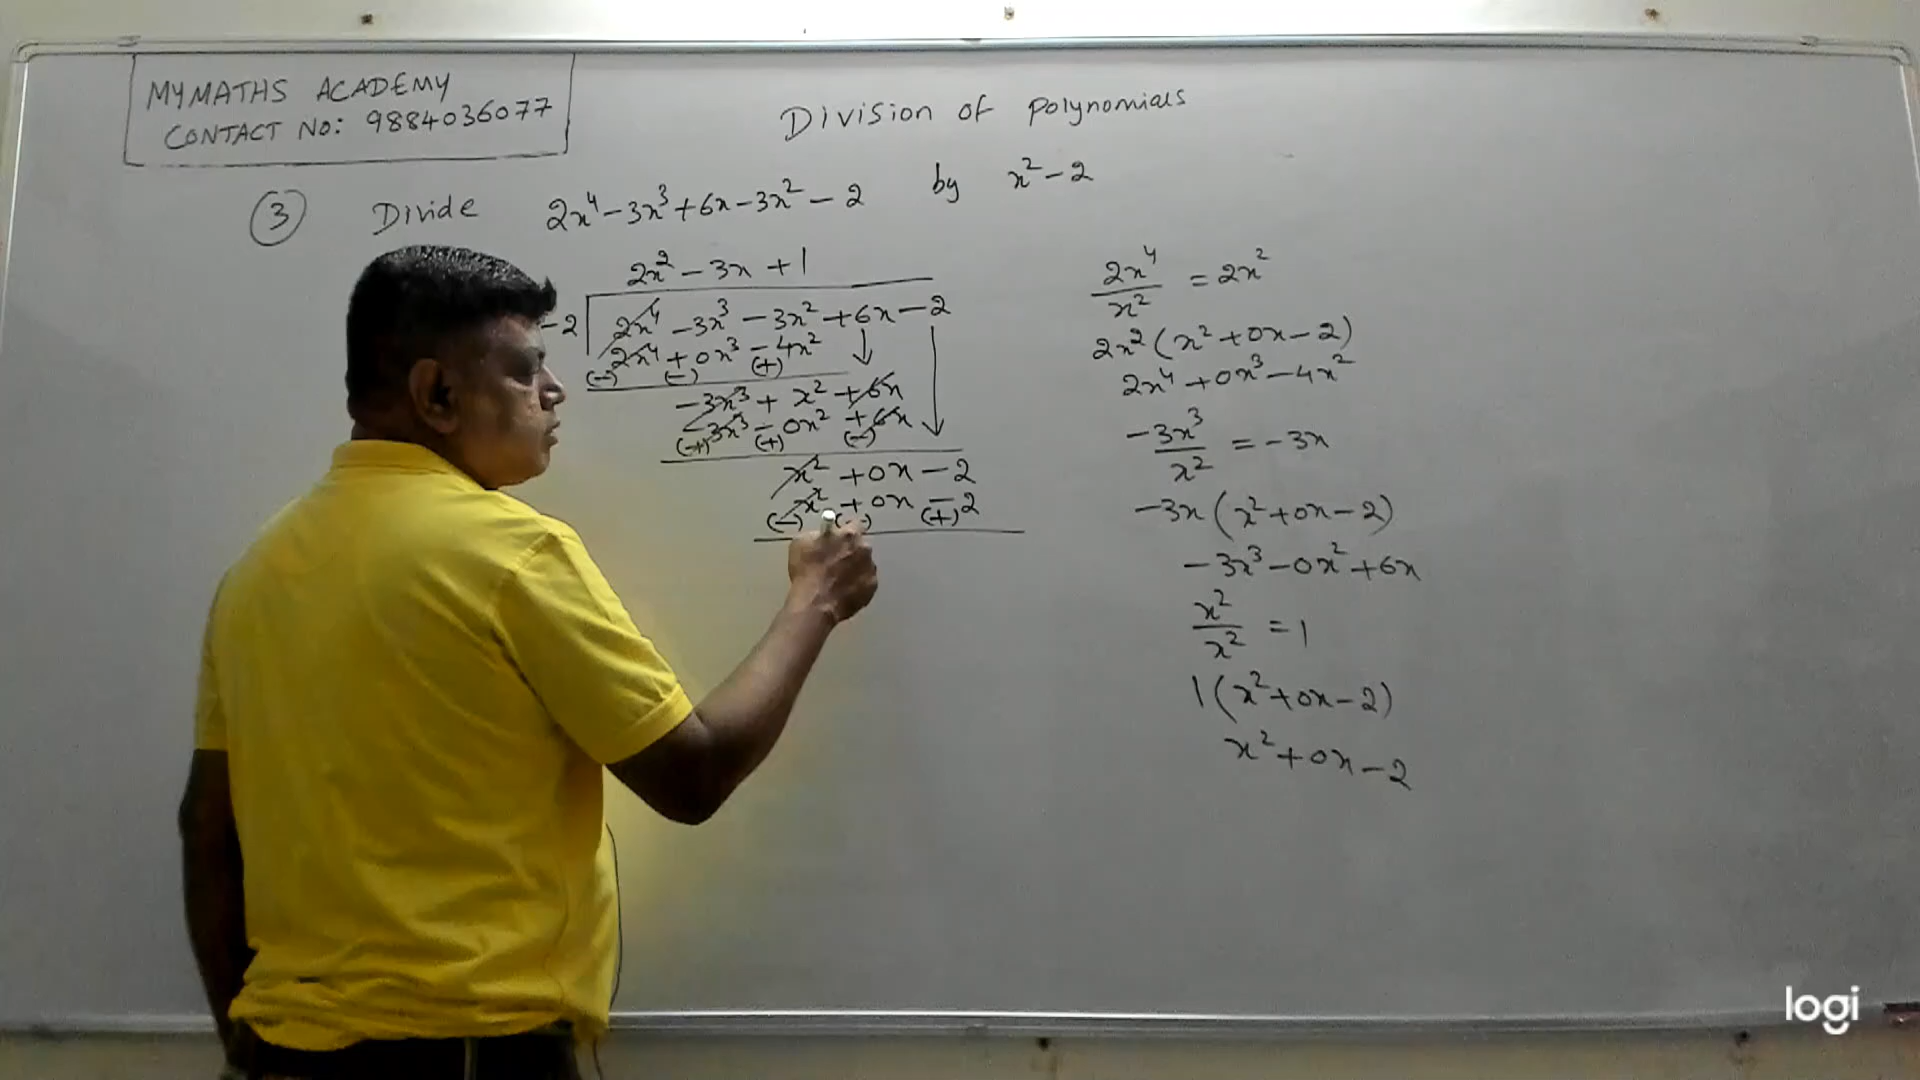 MYMATHS ACADEMY
CONTACT NO: 9884036077
Division of Polynomials
③ Divide 2x⁴-3x³+6x-3x²-2 by x²-2
2x²-3x+1
-2 | 2x⁴-3x³-3x²+6x-2
2x⁴+0x³-4x²
(-) (-) (+)
-3x³+x²+6x
-3x³-0x²+6x
(+) (+) (-)
x²+0x-2
x²+0x-2
(-) (-) (+)
2x⁴/x² = 2x²
2x²(x²+0x-2)
2x⁴+0x³-4x²
-3x³/x² = -3x
-3x(x²+0x-2)
-3x³-0x²+6x
x²/x² = 1
1(x²+0x-2)
x²+0x-2
logi